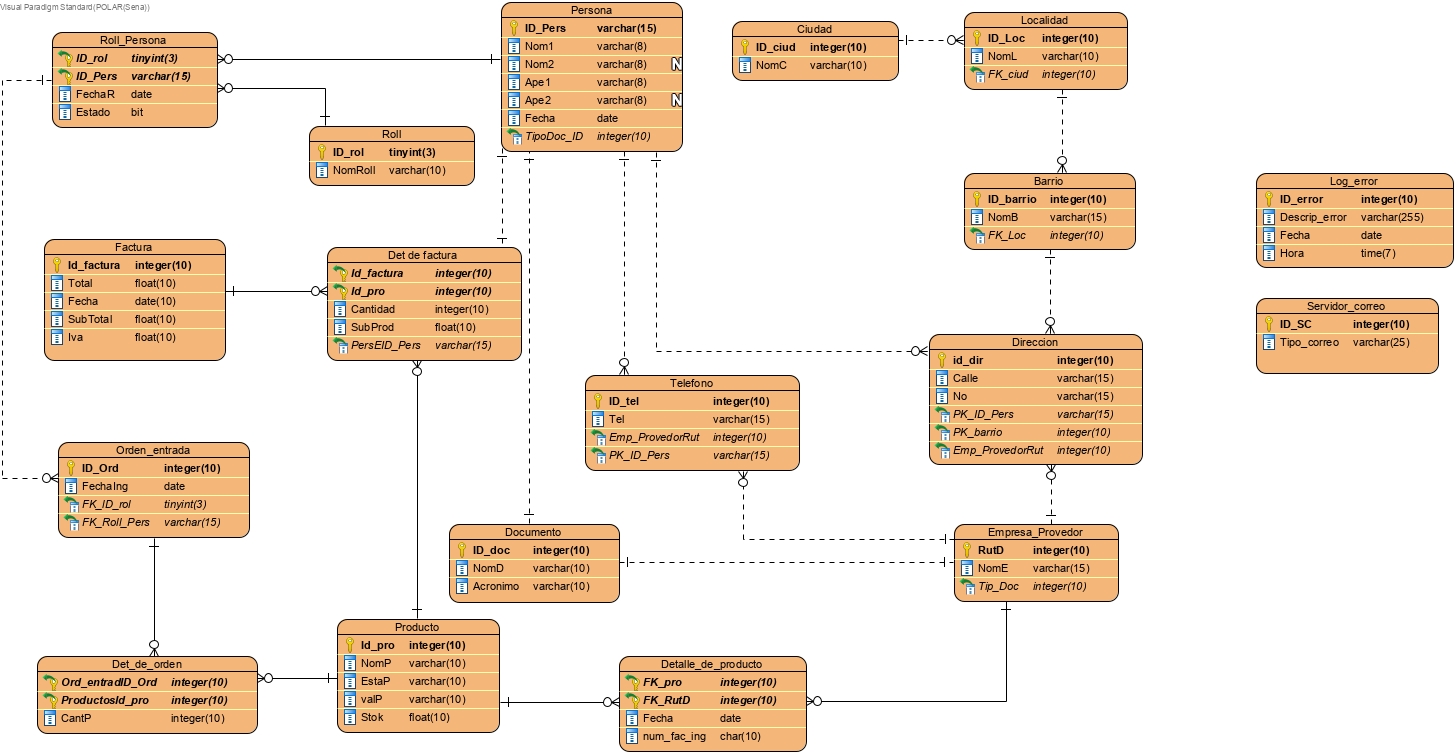 Visual Paradigm Standard(POLAR(Sena))
Roll_Persona
ID_rol tinyint(3)
ID_Pers varchar(15)
FechaR date
Estado bit
Roll
ID_rol tinyint(3)
NomRoll varchar(10)
Persona
ID_Pers varchar(15)
Nom1 varchar(8)
Nom2 varchar(8) N
Ape1 varchar(8)
Ape2 varchar(8) N
Fecha date
TipoDoc_ID integer(10)
Ciudad
ID_ciud integer(10)
NomC varchar(10)
Localidad
ID_Loc integer(10)
NomL varchar(10)
FK_ciud integer(10)
Barrio
ID_barrio integer(10)
NomB varchar(15)
FK_Loc integer(10)
Log_error
ID_error integer(10)
Descrip_error varchar(255)
Fecha date
Hora time(7)
Servidor_correo
ID_SC integer(10)
Tipo_correo varchar(25)
Factura
Id_factura integer(10)
Total float(10)
Fecha date(10)
SubTotal float(10)
Iva float(10)
Det de factura
Id_factura integer(10)
Id_pro integer(10)
Cantidad integer(10)
SubProd float(10)
PersEID_Pers varchar(15)
Direccion
id_dir integer(10)
Calle varchar(15)
No varchar(15)
PK_ID_Pers varchar(15)
PK_barrio integer(10)
Emp_ProvedorRut integer(10)
Telefono
ID_tel integer(10)
Tel varchar(15)
Emp_ProvedorRut integer(10)
PK_ID_Pers varchar(15)
Orden_entrada
ID_Ord integer(10)
FechaIng date
FK_ID_rol tinyint(3)
FK_Roll_Pers varchar(15)
Documento
ID_doc integer(10)
NomD varchar(10)
Acronimo varchar(10)
Empresa_Provedor
RutD integer(10)
NomE varchar(15)
Tip_Doc integer(10)
Det_de_orden
Ord_entradID_Ord integer(10)
ProductosId_pro integer(10)
CantP integer(10)
Producto
Id_pro integer(10)
NomP varchar(10)
EstaP varchar(10)
valP varchar(10)
Stok float(10)
Detalle_de_producto
FK_pro integer(10)
FK_RutD integer(10)
Fecha date
num_fac_ing char(10)